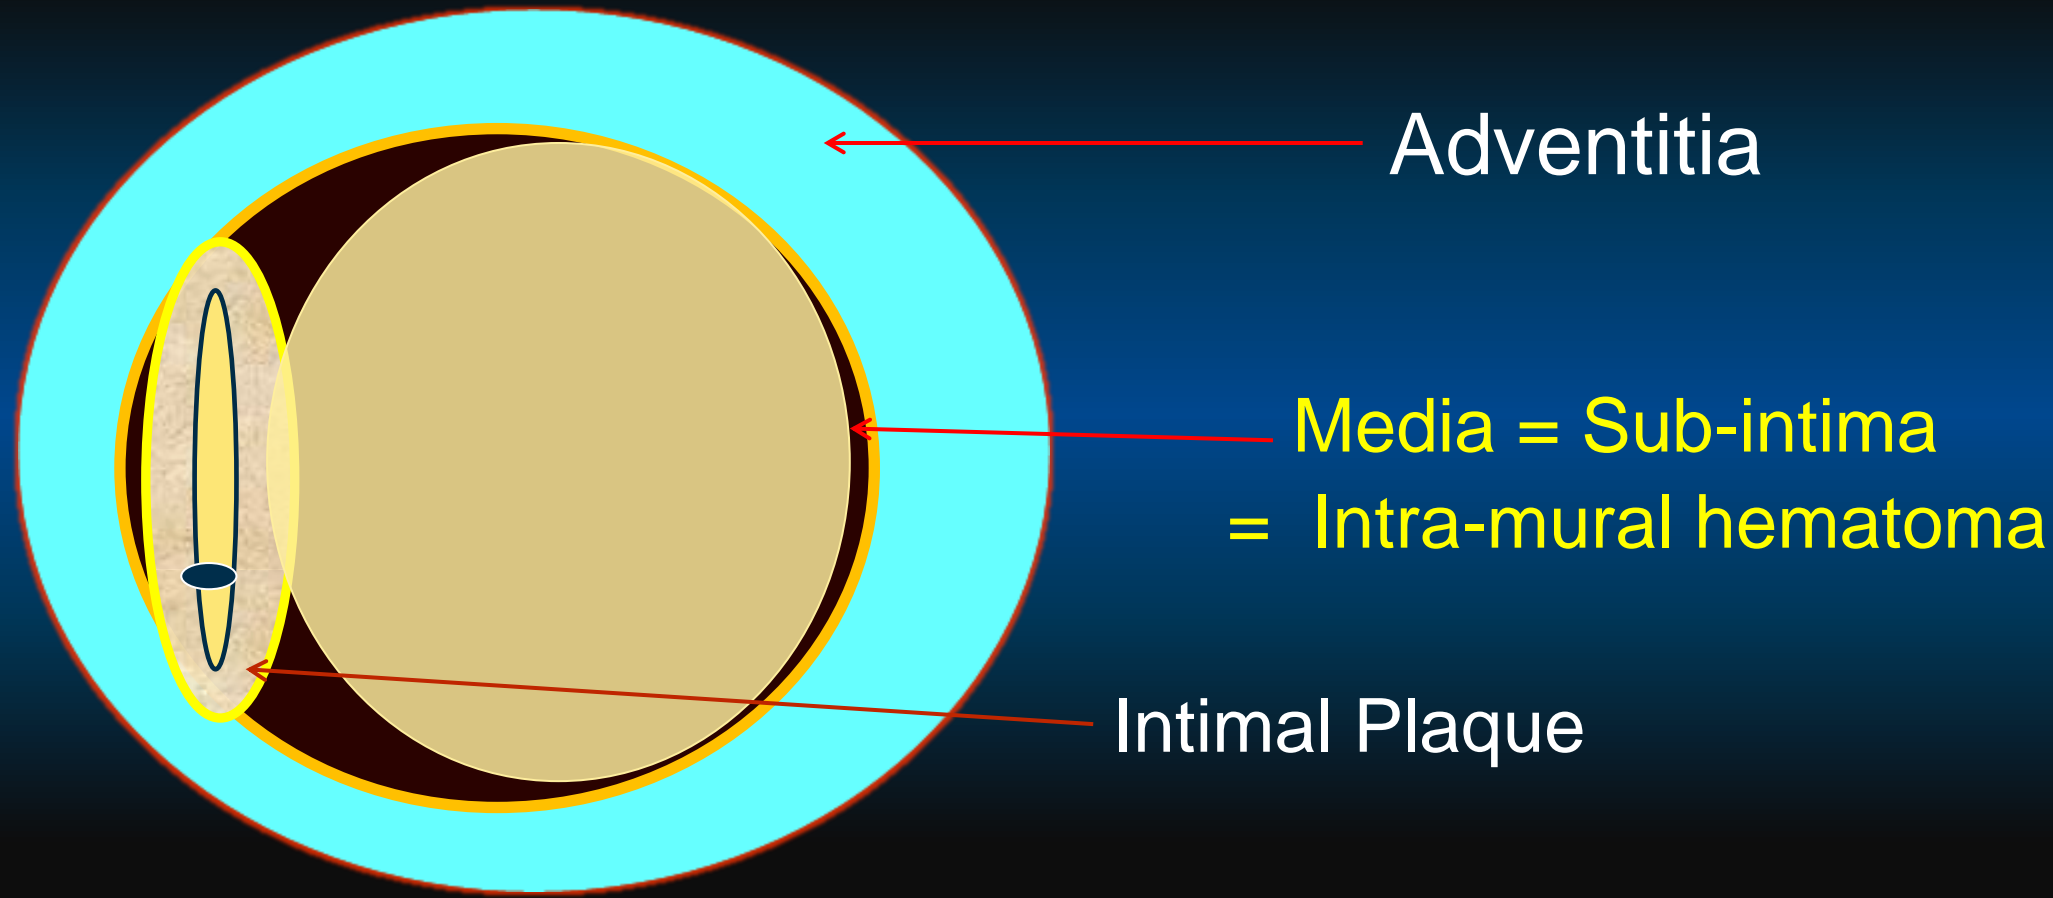 Adventitia
Media = Sub-intima
= Intra-mural hematoma
Intimal Plaque